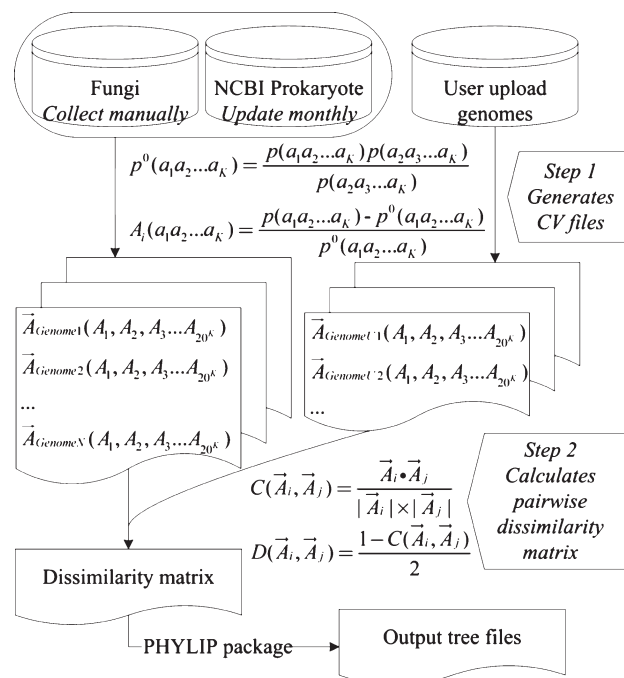 Fungi
Collect manually
NCBI Prokaryote
Update monthly
User upload
genomes
p⁰(a₁a₂...a_K) = p(a₁a₂...a_K) p(a₂a₃...a_K) / p(a₂a₃...a_K)
A_i(a₁a₂...a_K) = p(a₁a₂...a_K) - p⁰(a₁a₂...a_K) / p⁰(a₁a₂...a_K)
Step 1
Generates
CV files
A⃗_Genome1 (A₁, A₂, A₃...A_20^K)
A⃗_Genome2 (A₁, A₂, A₃...A_20^K)
...
A⃗_GenomeN (A₁, A₂, A₃...A_20^K)
A⃗_GenomeU1 (A₁, A₂, A₃...A_20^K)
A⃗_GenomeU2 (A₁, A₂, A₃...A_20^K)
...
C(A⃗_i, A⃗_j) = A⃗_i • A⃗_j / | A⃗_i | × | A⃗_j |
D(A⃗_i, A⃗_j) = 1 - C(A⃗_i, A⃗_j) / 2
Step 2
Calculates
pairwise
dissimilarity
matrix
Dissimilarity matrix
PHYLIP package
Output tree files